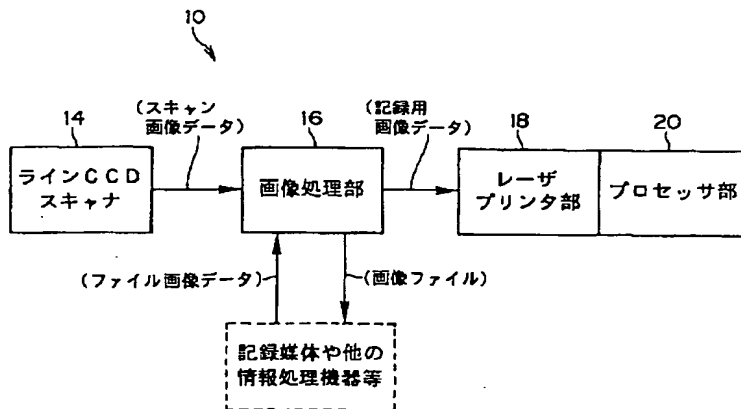 10
(スキャン
画像データ)
(記録用
画像データ)
14
16
18
20
ラインCCD
スキャナ
画像処理部
レーザ
プリンタ部
プロセッサ部
(ファイル画像データ)
(画像ファイル)
記録媒体や他の
情報処理機器等